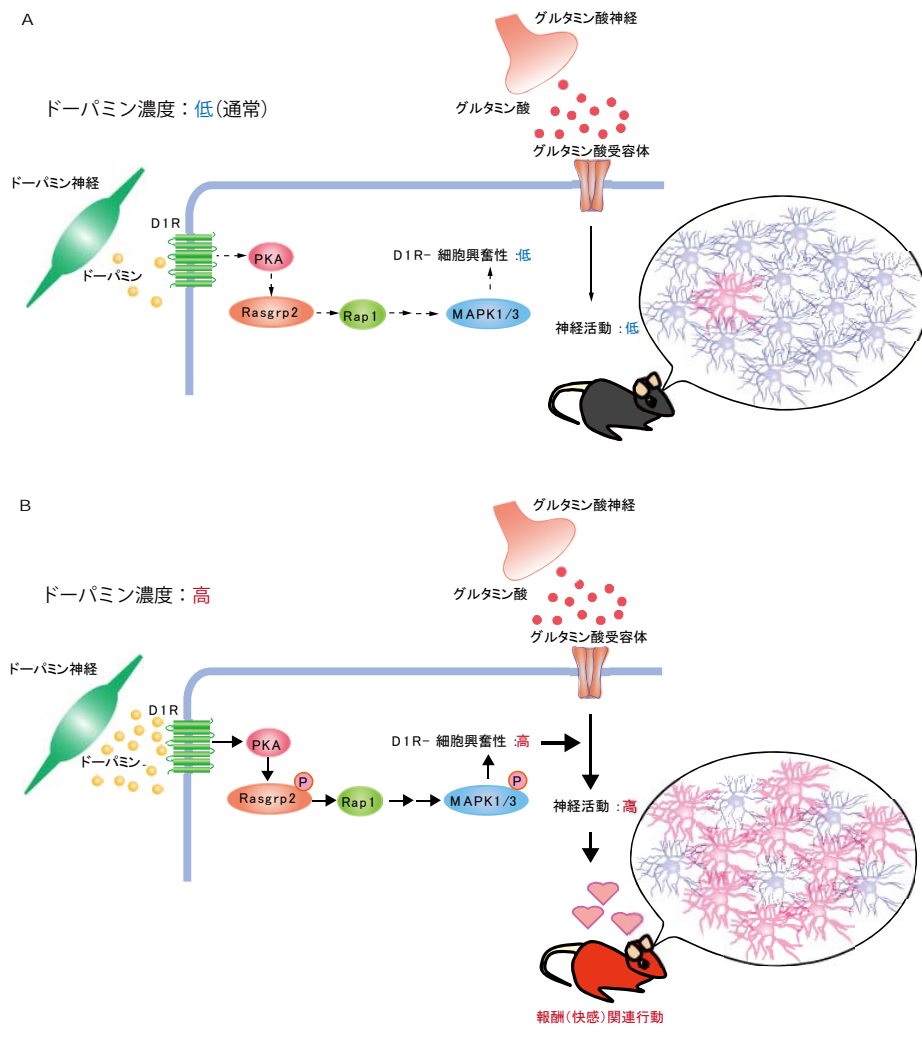 A
グルタミン酸神経
ドーパミン濃度：低(通常)
グルタミン酸
グルタミン酸受容体
ドーパミン神経
D1R
ドーパミン
PKA
D1R- 細胞興奮性 :低
Rasgrp2
Rap1
MAPK1/3
神経活動 :低
B
グルタミン酸神経
ドーパミン濃度：高
グルタミン酸
グルタミン酸受容体
ドーパミン神経
D1R
ドーパミン
PKA
D1R- 細胞興奮性 :高
P
P
Rasgrp2
Rap1
MAPK1/3
神経活動 :高
報酬(快感)関連行動